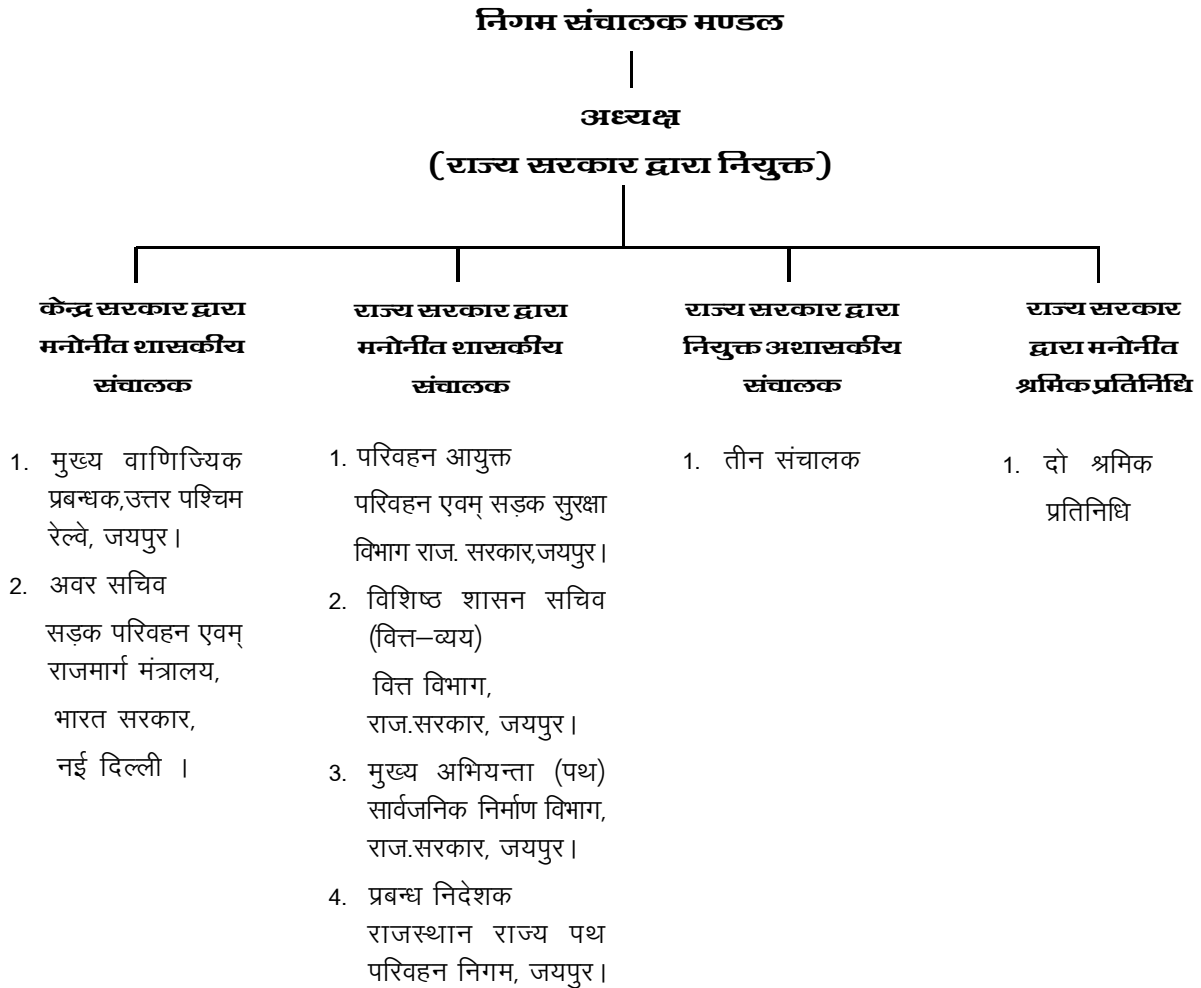 निगम संचालक मण्डल
अध्यक्ष
(राज्य सरकार द्वारा नियुक्त)
केन्द्र सरकार द्वारा
मनोनीत शासकीय
संचालक
1. मुख्य वाणिज्यिक
प्रबन्धक,उत्तर पश्चिम
रेल्वे, जयपुर।
2. अवर सचिव
सड़क परिवहन एवम्
राजमार्ग मंत्रालय,
भारत सरकार,
नई दिल्ली ।
राज्य सरकार द्वारा
मनोनीत शासकीय
संचालक
1. परिवहन आयुक्त
परिवहन एवम् सड़क सुरक्षा
विभाग राज. सरकार,जयपुर।
2. विशिष्ठ शासन सचिव
(वित्त–व्यय)
वित्त विभाग,
राज.सरकार, जयपुर।
3. मुख्य अभियन्ता (पथ)
सार्वजनिक निर्माण विभाग,
राज.सरकार, जयपुर।
4. प्रबन्ध निदेशक
राजस्थान राज्य पथ
परिवहन निगम, जयपुर।
राज्य सरकार द्वारा
नियुक्त अशासकीय
संचालक
1. तीन संचालक
राज्य सरकार
द्वारा मनोनीत
श्रमिक प्रतिनिधि
1. दो श्रमिक
प्रतिनिधि